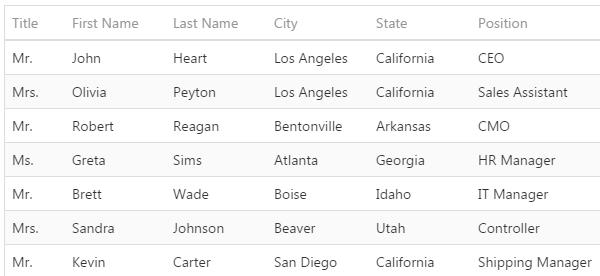 Title First Name Last Name City State Position
Mr. John Heart Los Angeles California CEO
Mrs. Olivia Peyton Los Angeles California Sales Assistant
Mr. Robert Reagan Bentonville Arkansas CMO
Ms. Greta Sims Atlanta Georgia HR Manager
Mr. Brett Wade Boise Idaho IT Manager
Mrs. Sandra Johnson Beaver Utah Controller
Mr. Kevin Carter San Diego California Shipping Manager